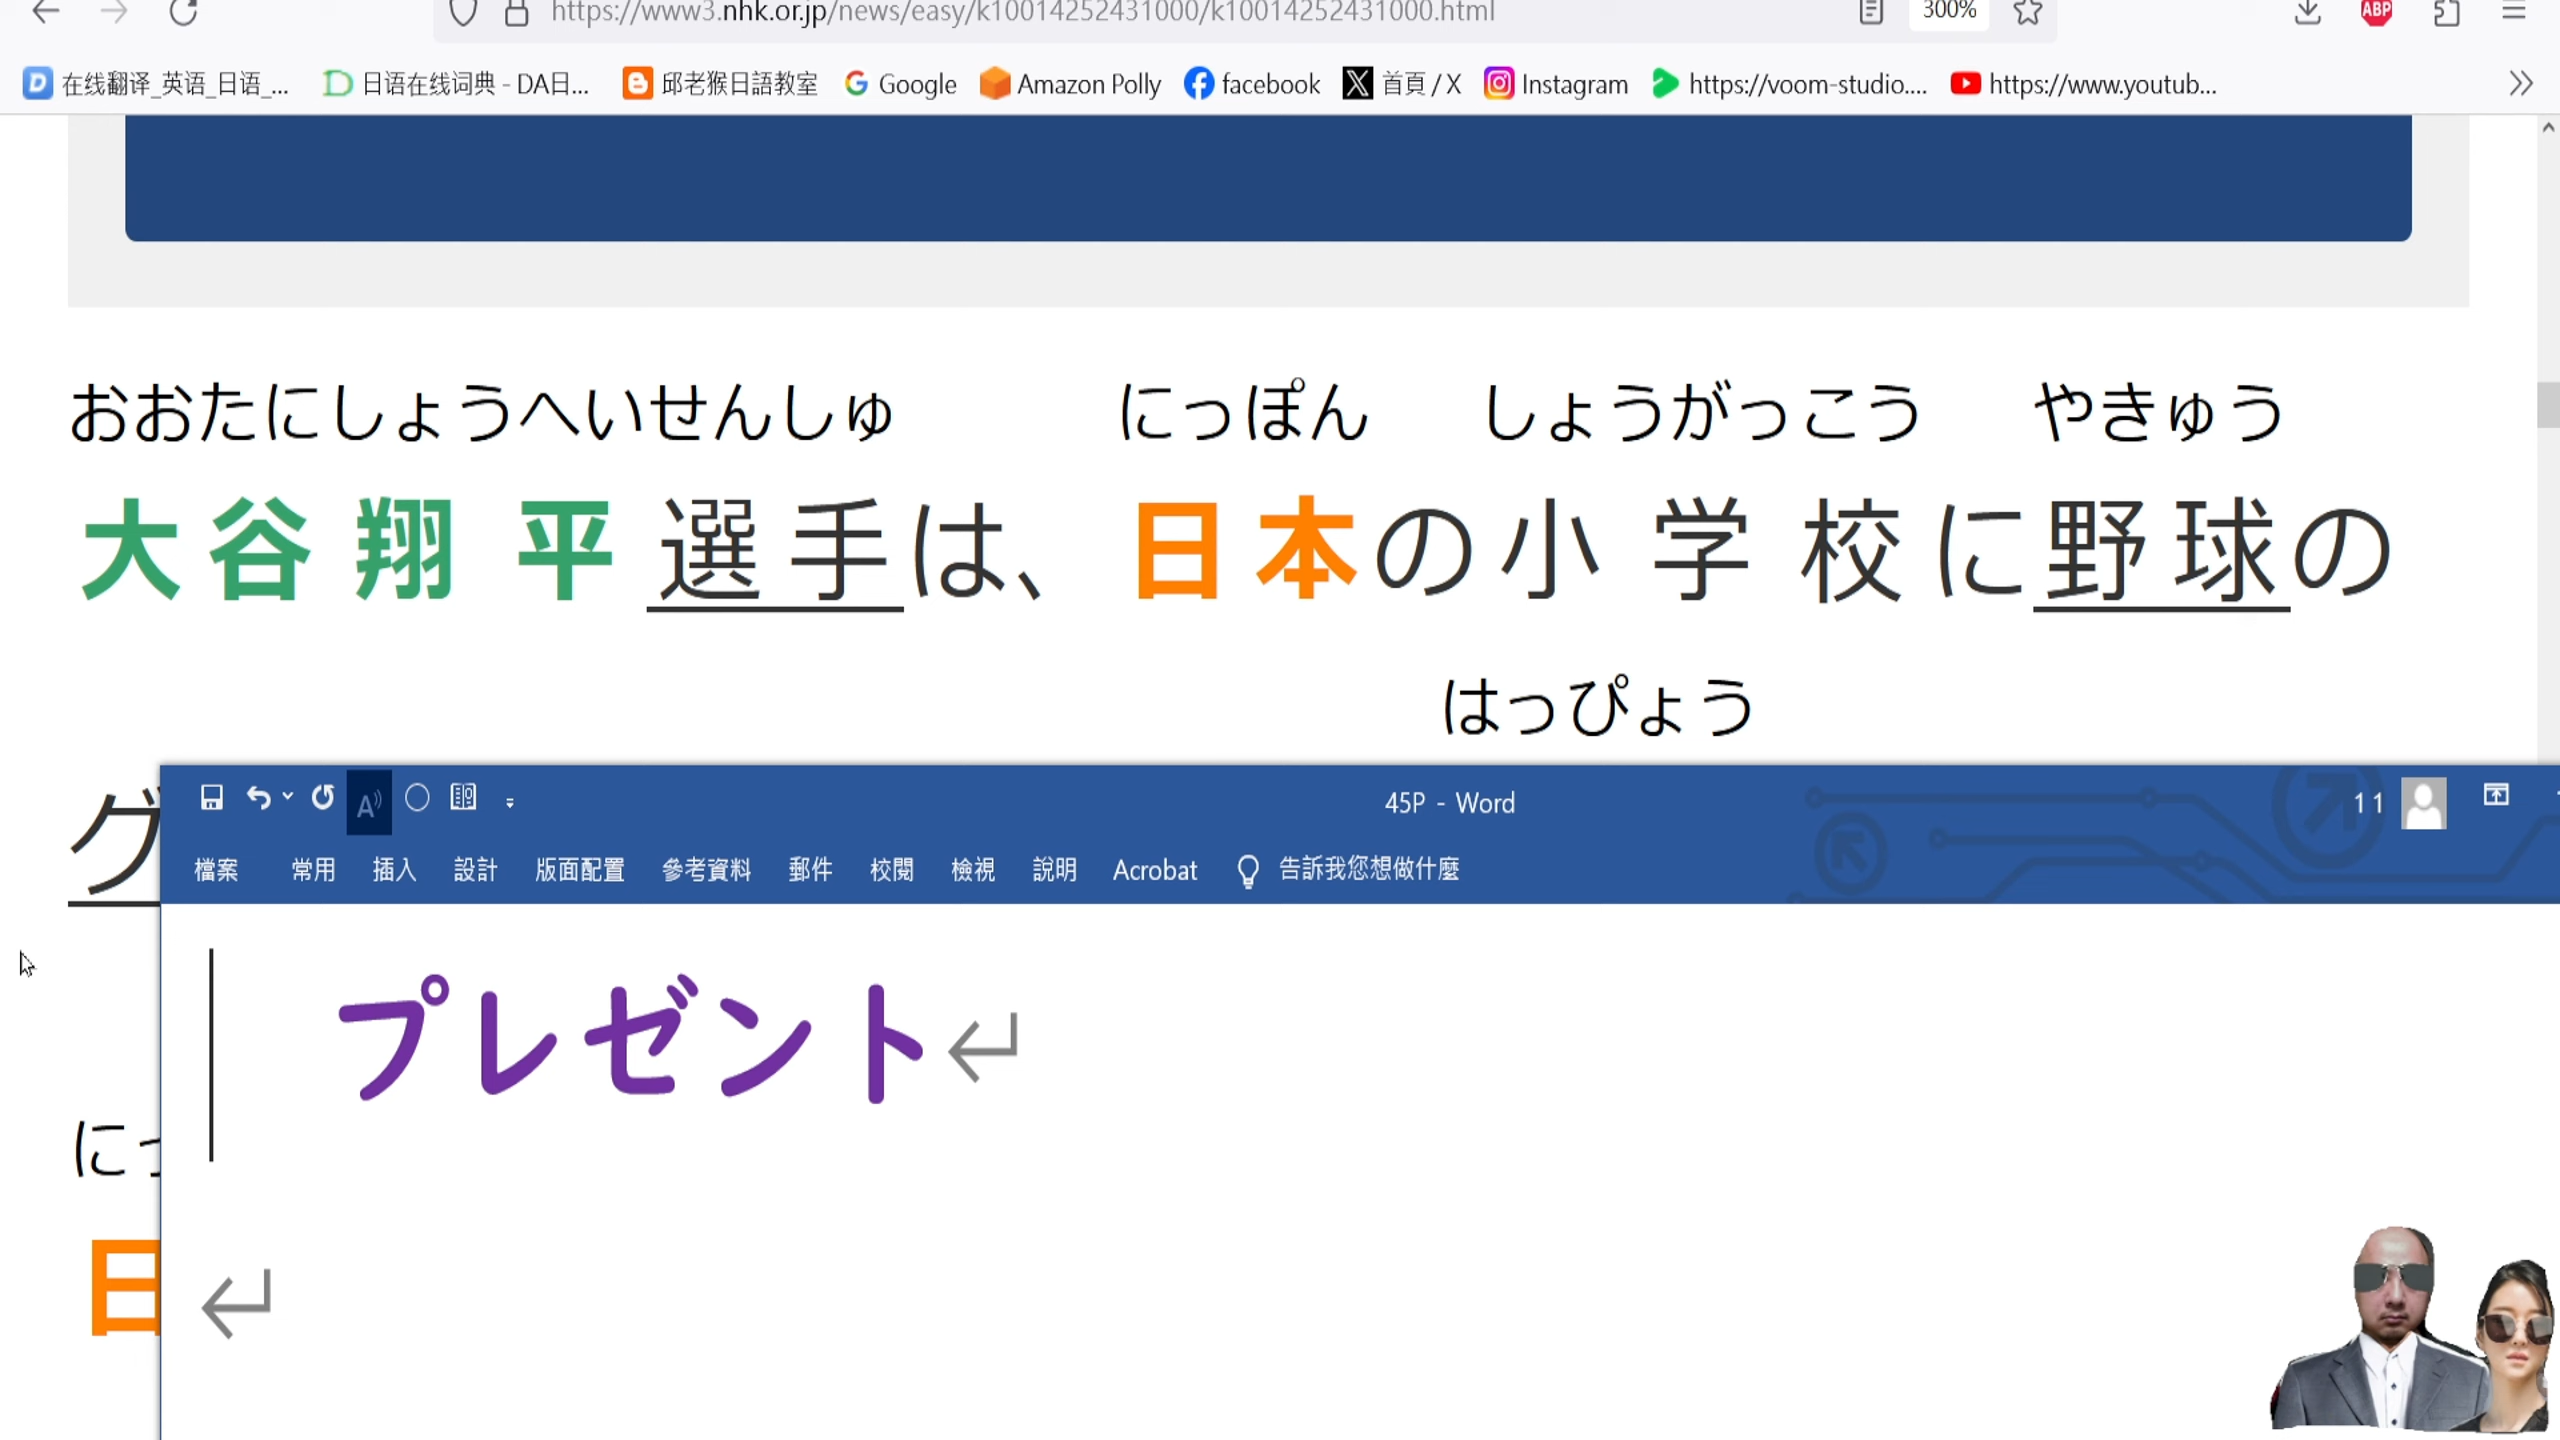 https://www3.nhk.or.jp/news/easy/k10014252431000/k10014252431000.html
300%
ABP
在线翻译_英语_日语_...
日语在线词典 - DA日...
邱老猴日語教室
Google
Amazon Polly
facebook
首頁 / X
Instagram
https://voom-studio....
https://www.youtub...
おおたにしょうへいせんしゅ にっぽん しょうがっこう やきゅう
大谷翔平選手は、日本の小学校に野球の
はっぴょう
グ
45P - Word
1 1
檔案 常用 插入 設計 版面配置 參考資料 郵件 校閱 檢視 說明 Acrobat 告訴我您想做什麼
プレゼント
にっ
日